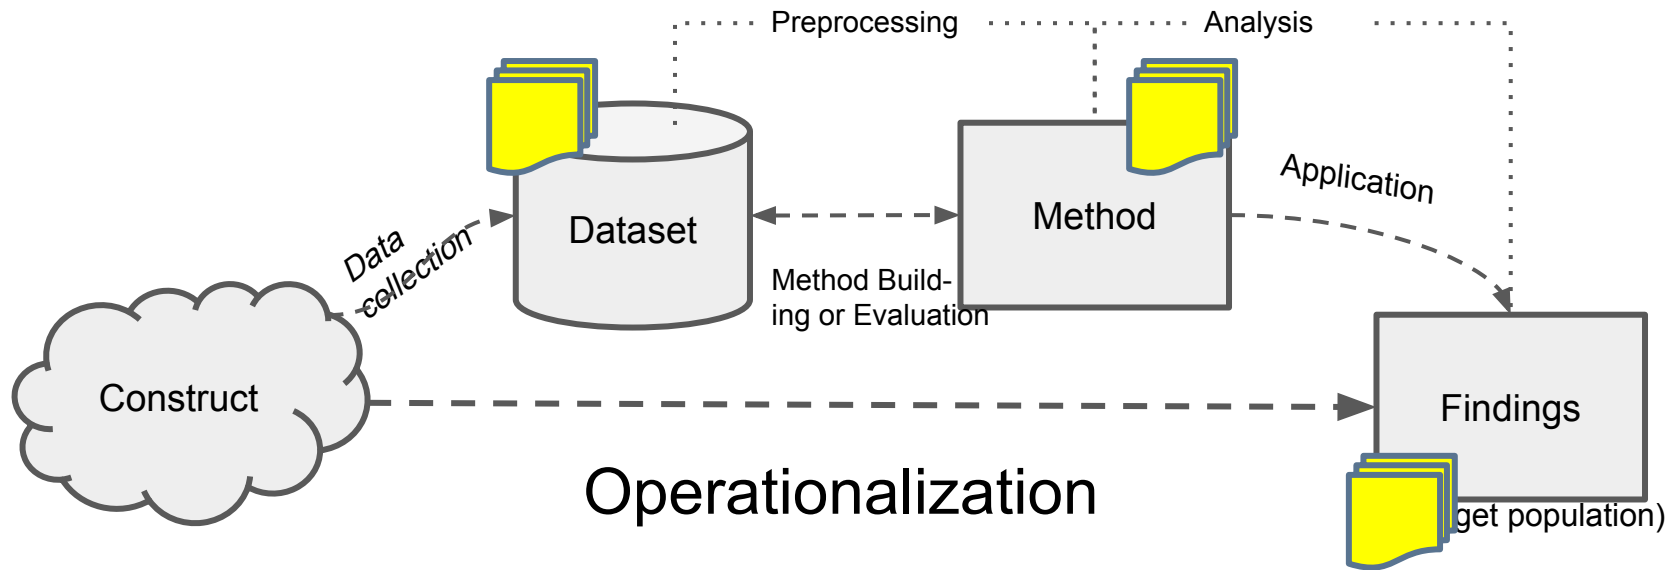 Preprocessing
Analysis
Application
Dataset
Method
Data
collection
Method Build-
ing or Evaluation
Construct
Findings
Operationalization
get population)